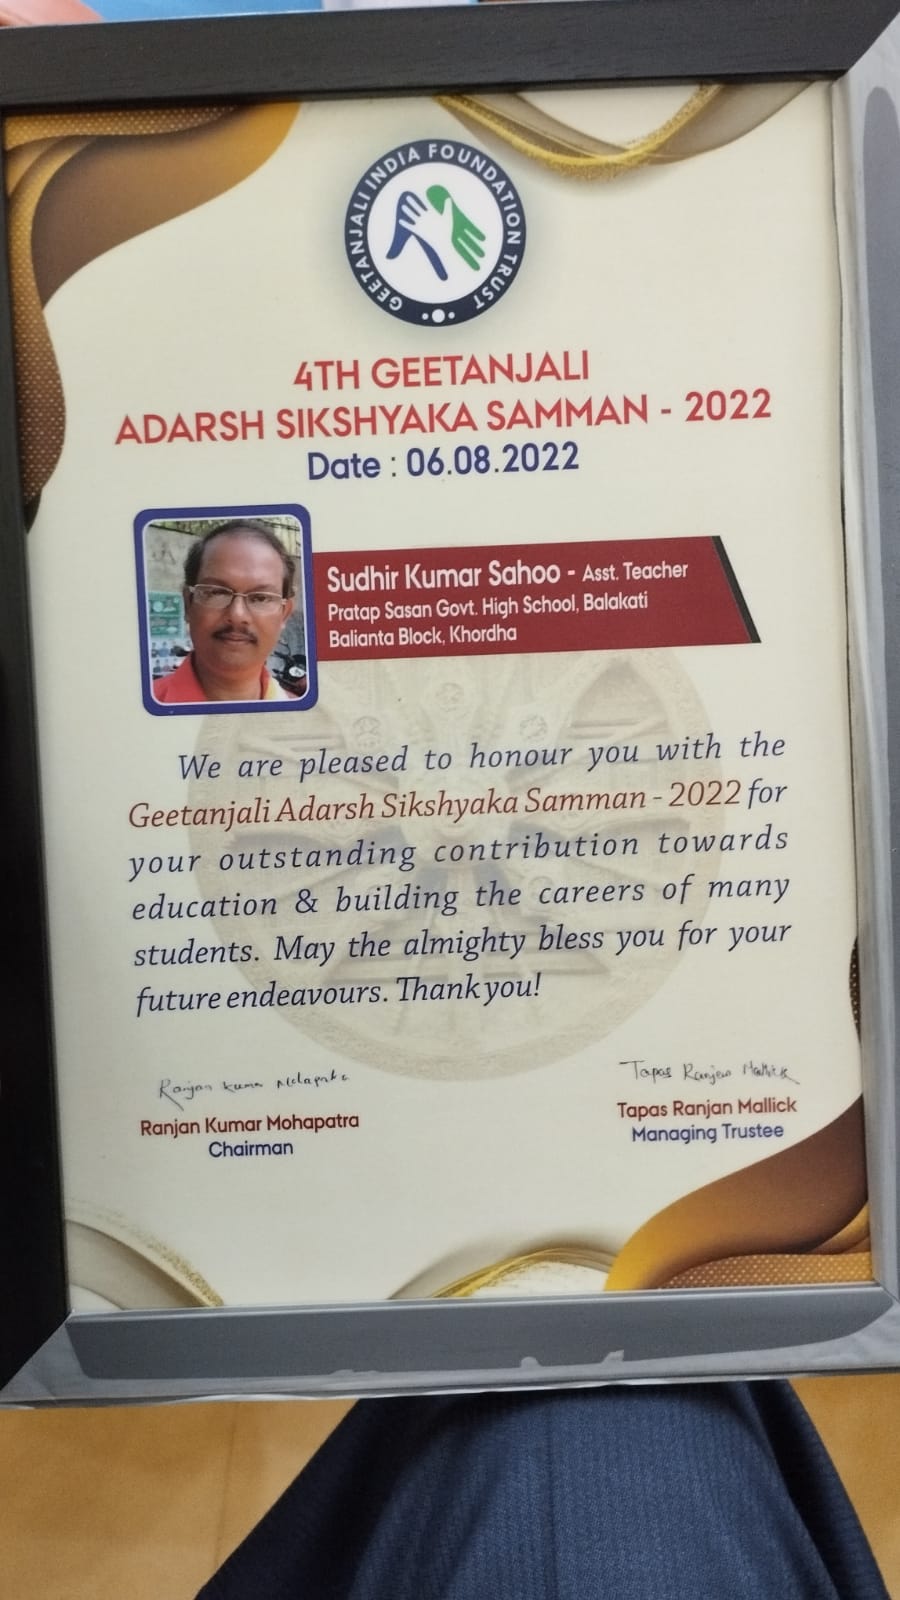 GEETANJALI INDIA FOUNDATION TRUST
4TH GEETANJALI
ADARSH SIKSHYAKA SAMMAN - 2022
Date : 06.08.2022
Sudhir Kumar Sahoo - Asst. Teacher
Pratap Sasan Govt. High School, Balakati
Balianta Block, Khordha
We are pleased to honour you with the
Geetanjali Adarsh Sikshyaka Samman - 2022 for
your outstanding contribution towards
education & building the careers of many
students. May the almighty bless you for your
future endeavours. Thank you!
Ranjan Kumar Mohapatra
Tapas Ranjan Mallick
Ranjan Kumar Mohapatra
Chairman
Tapas Ranjan Mallick
Managing Trustee